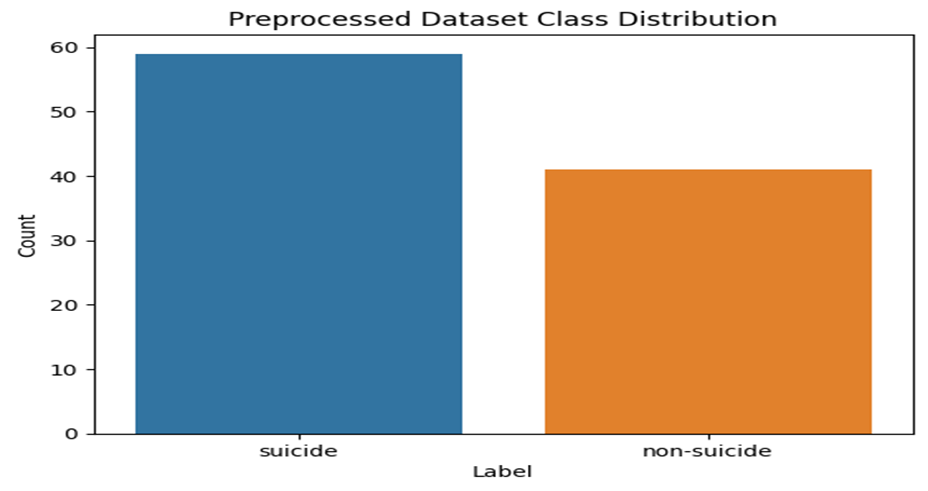 Preprocessed Dataset Class Distribution
60
50
40
30
20
10
0
Count
suicide non-suicide
Label